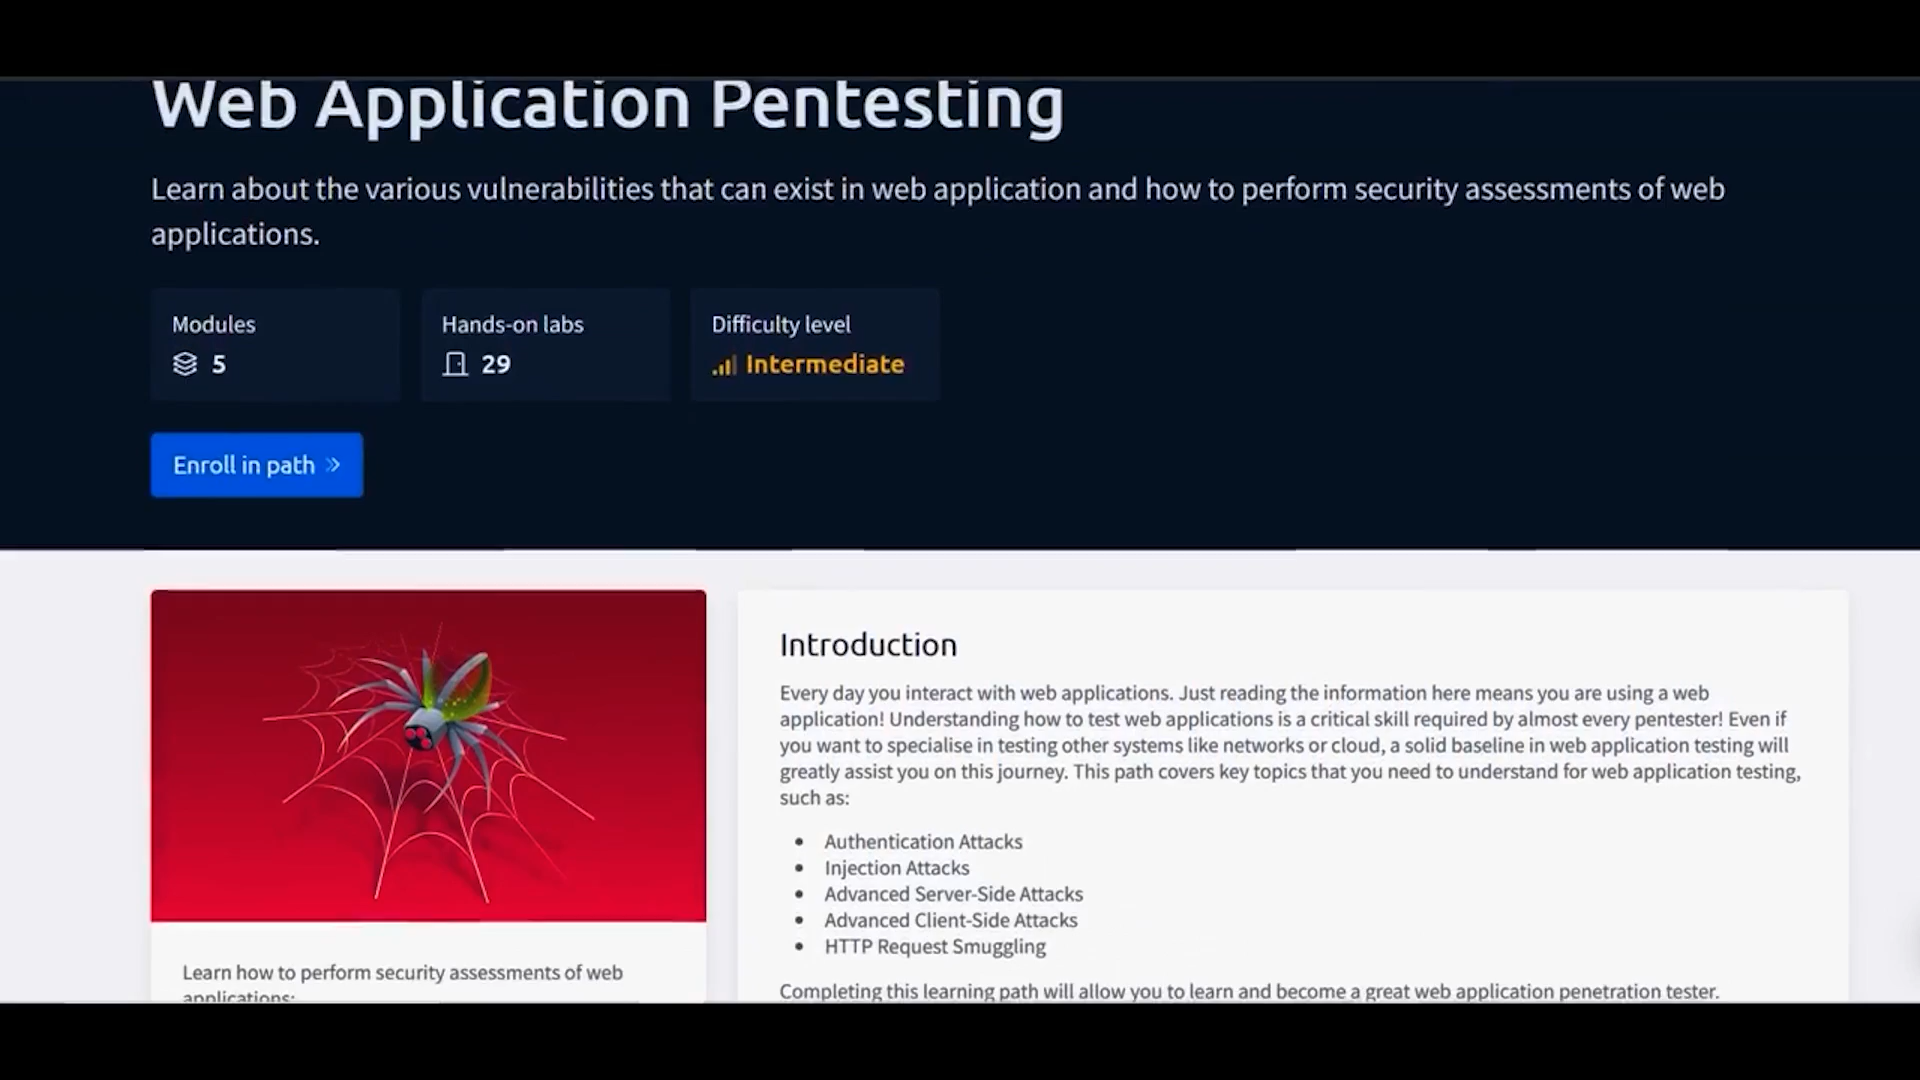 Web Application Pentesting
Learn about the various vulnerabilities that can exist in web application and how to perform security assessments of web
applications.
Modules
5
Hands-on labs
29
Difficulty level
Intermediate
Enroll in path
Introduction
Every day you interact with web applications. Just reading the information here means you are using a web
application! Understanding how to test web applications is a critical skill required by almost every pentester! Even if
you want to specialise in testing other systems like networks or cloud, a solid baseline in web application testing will
greatly assist you on this journey. This path covers key topics that you need to understand for web application testing,
such as:
Authentication Attacks
Injection Attacks
Advanced Server-Side Attacks
Advanced Client-Side Attacks
HTTP Request Smuggling
Completing this learning path will allow you to learn and become a great web application penetration tester.
Learn how to perform security assessments of web
applications: